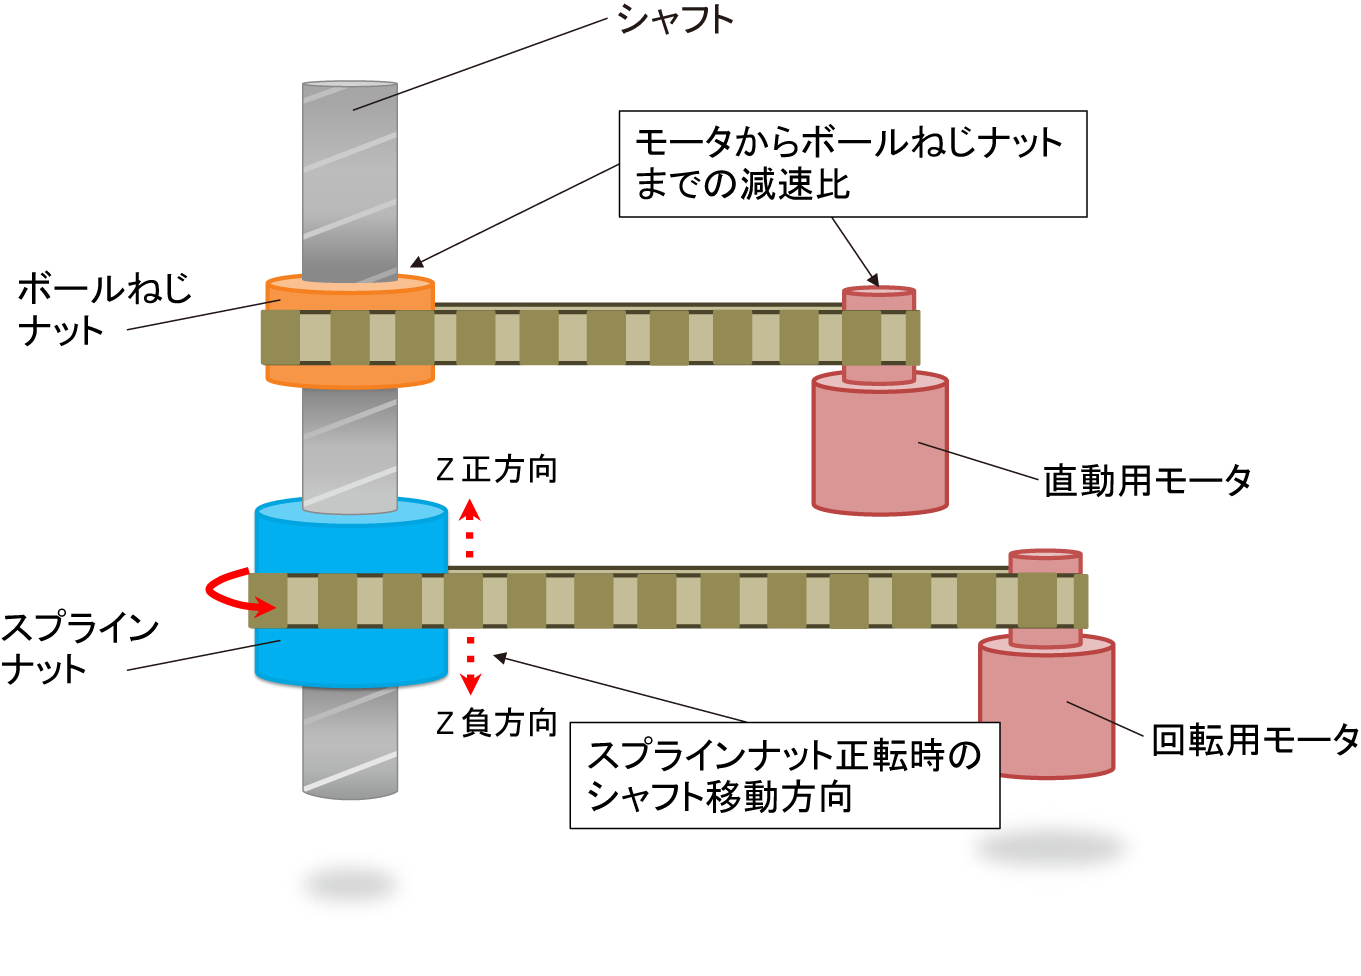 シャフト
モータからボールねじナット
までの減速比
ボールねじ
ナット
Z 正方向
直動用モータ
スプライン
ナット
Z 負方向
スプラインナット正転時の
シャフト移動方向
回転用モータ